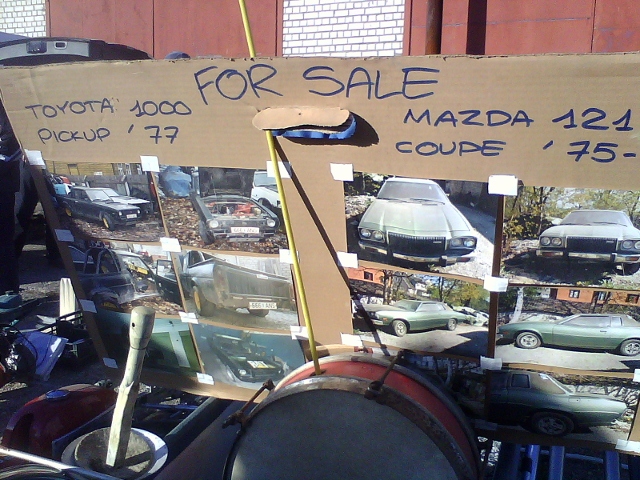 FOR SALE
TOYOTA 1000
PICKUP '77
MAZDA 121
COUPE '75-